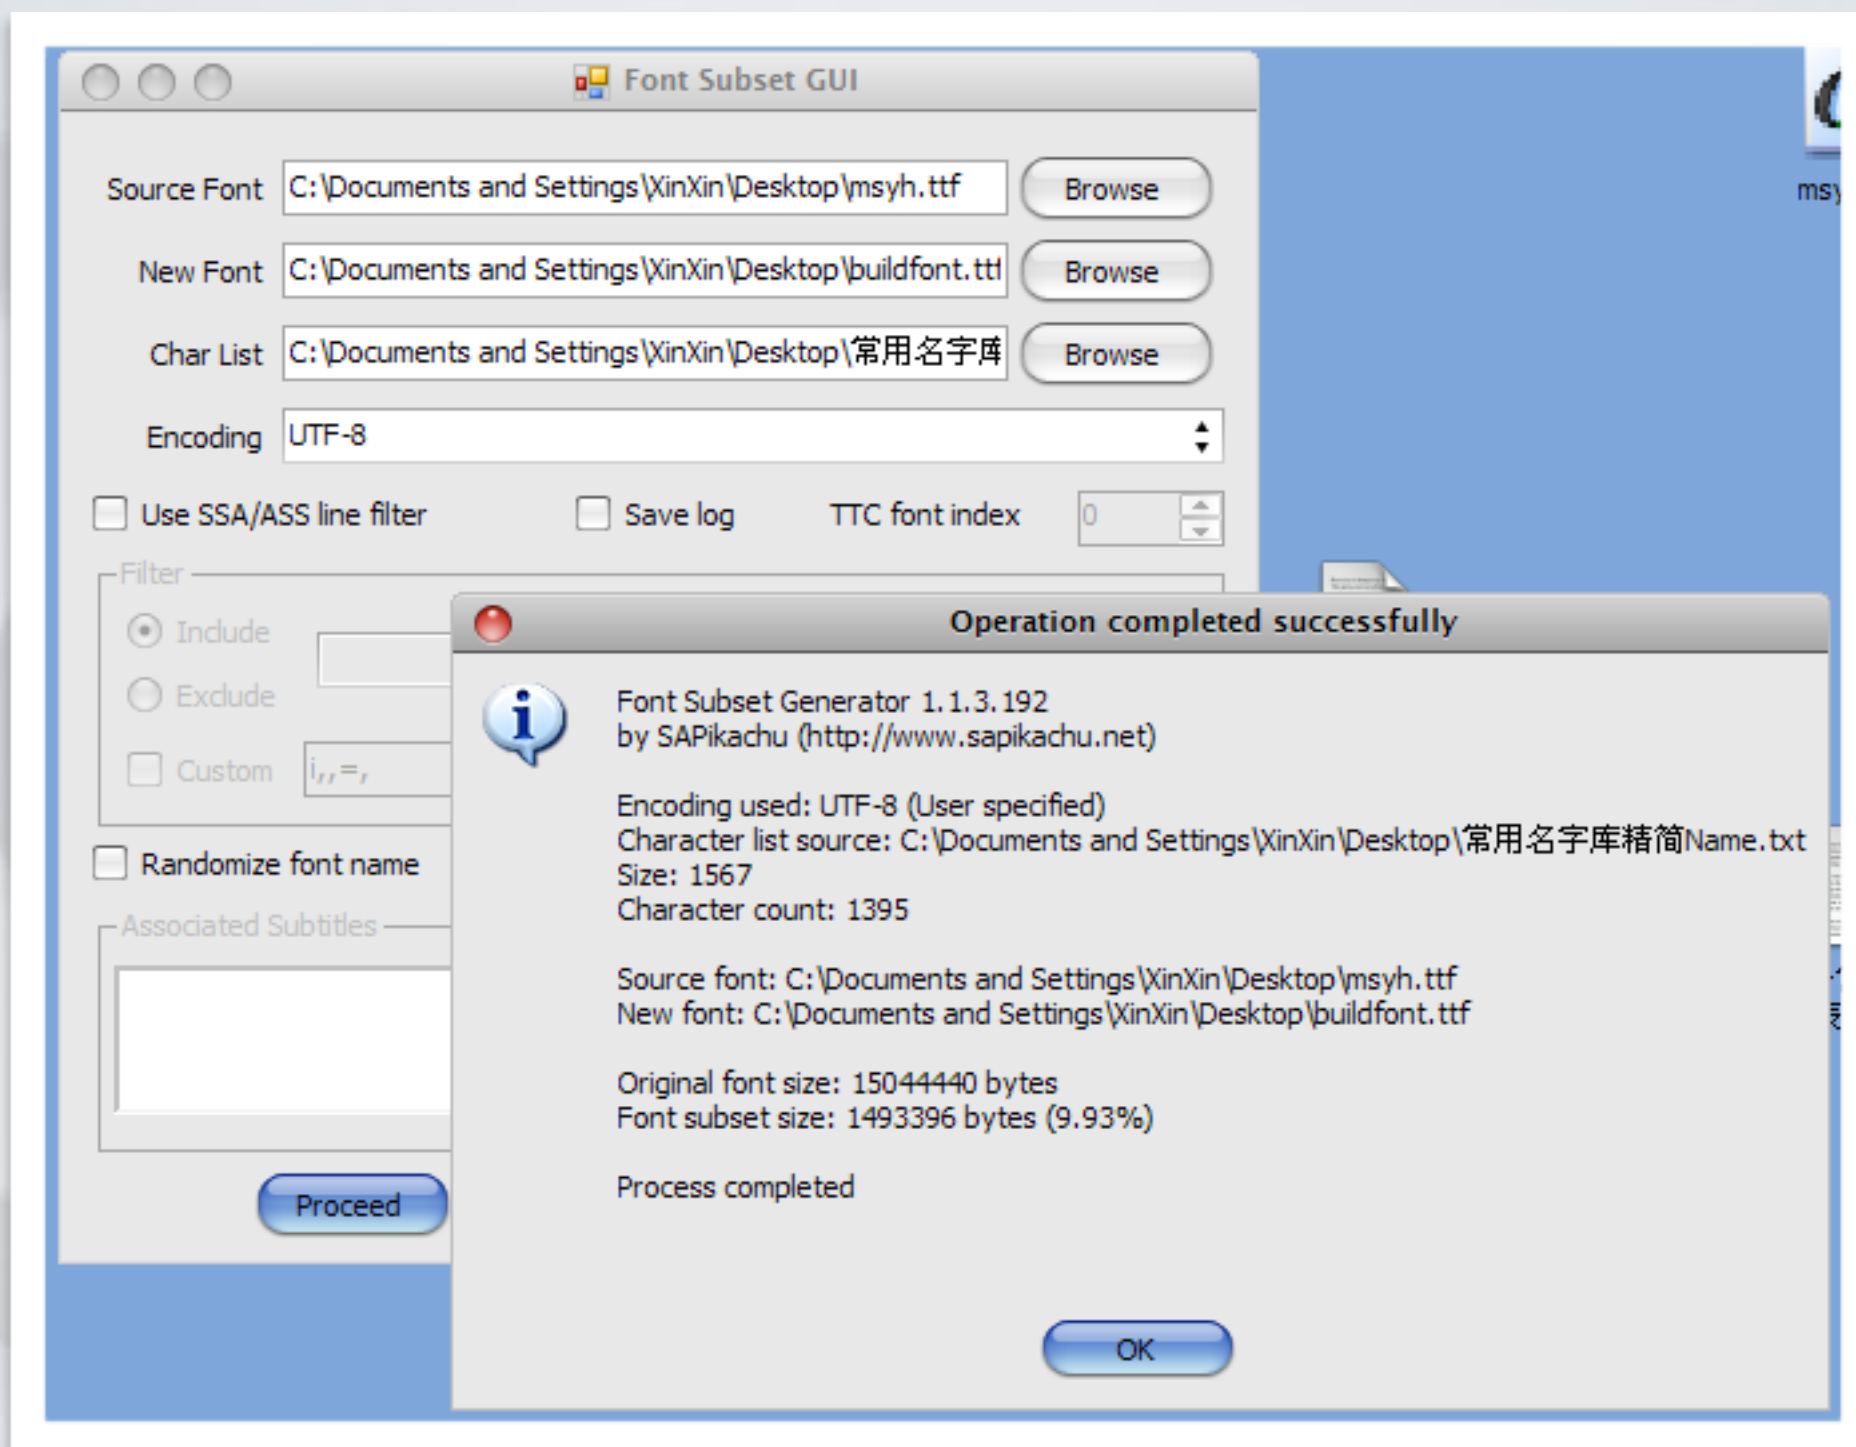 Font Subset GUI
Source Font C:\Documents and Settings\XinXin\Desktop\msyh.ttf Browse
New Font C:\Documents and Settings\XinXin\Desktop\buildfont.ttf Browse
Char List C:\Documents and Settings\XinXin\Desktop\常用名字库 Browse
Encoding UTF-8
Use SSA/ASS line filter Save log TTC font index 0
Filter
Include
Exclude
Custom i,,=,
Randomize font name
Associated Subtitles
Proceed
Operation completed successfully
Font Subset Generator 1.1.3.192
by SAPikachu (http://www.sapikachu.net)
Encoding used: UTF-8 (User specified)
Character list source: C:\Documents and Settings\XinXin\Desktop\常用名字库精简Name.txt
Size: 1567
Character count: 1395
Source font: C:\Documents and Settings\XinXin\Desktop\msyh.ttf
New font: C:\Documents and Settings\XinXin\Desktop\buildfont.ttf
Original font size: 15044440 bytes
Font subset size: 1493396 bytes (9.93%)
Process completed
OK
msy